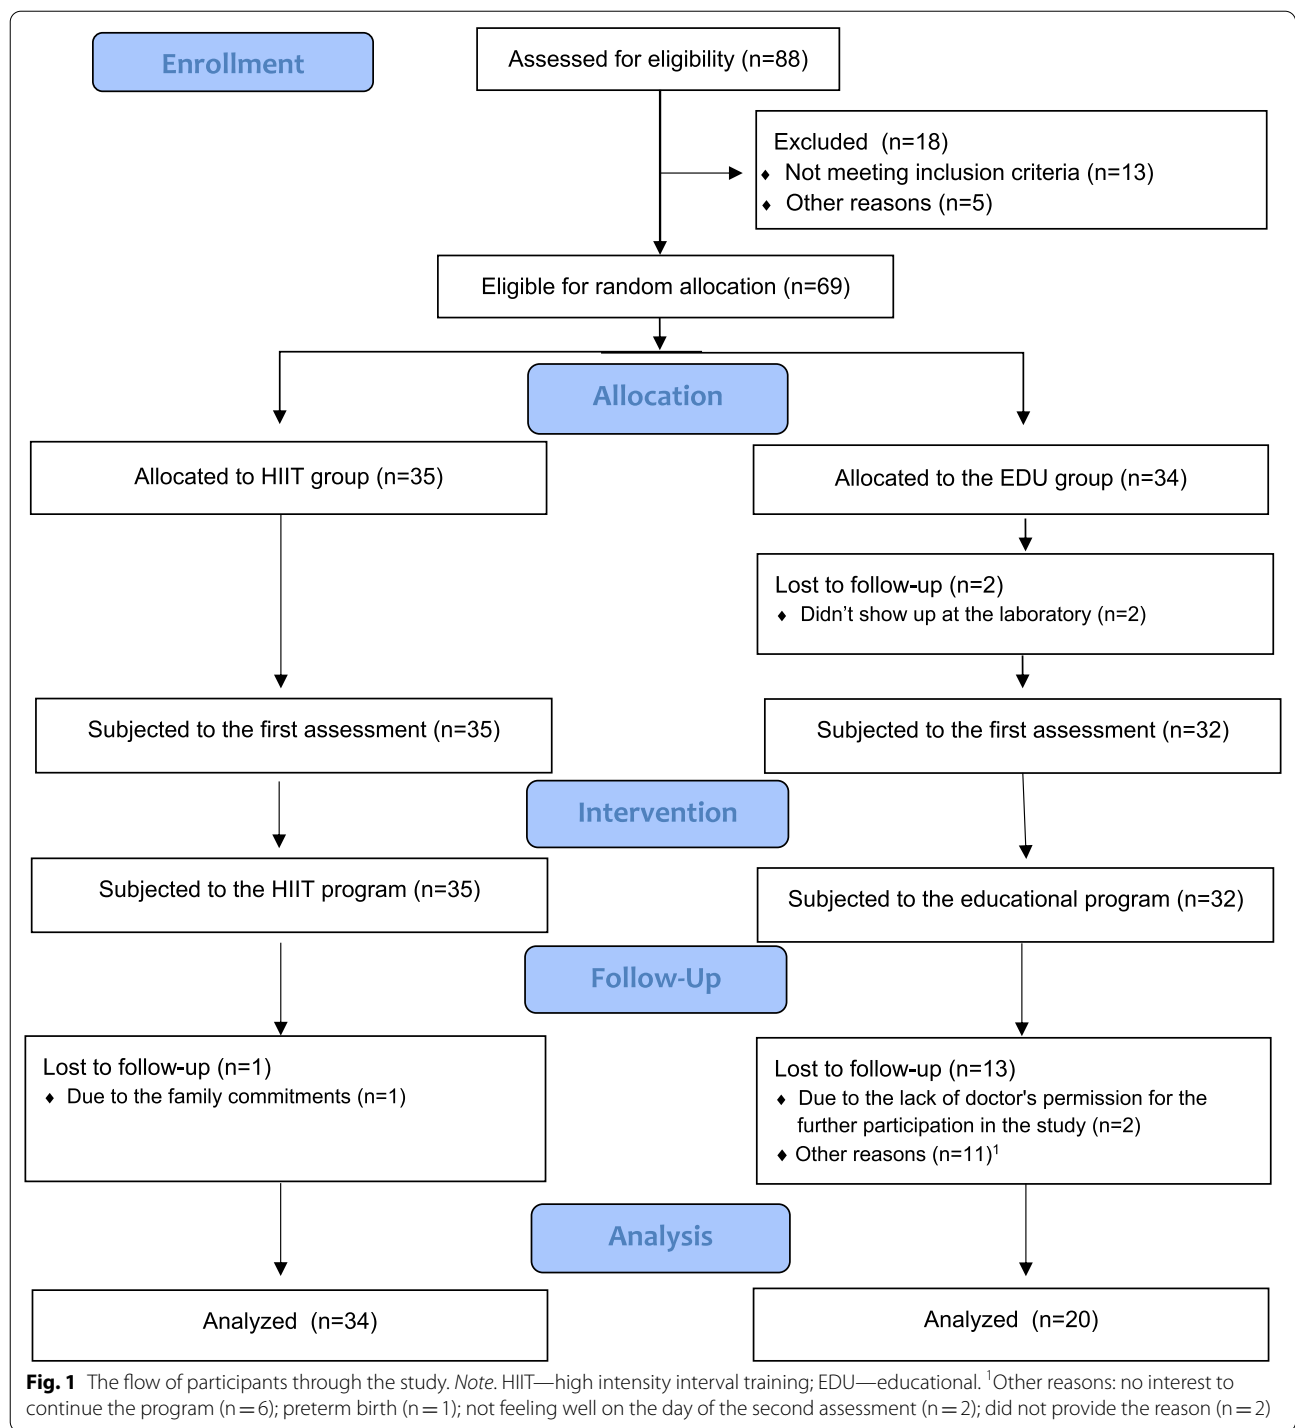 Enrollment
Assessed for eligibility (n=88)
Excluded (n=18)
♦ Not meeting inclusion criteria (n=13)
♦ Other reasons (n=5)
Eligible for random allocation (n=69)
Allocation
Allocated to HIIT group (n=35)
Allocated to the EDU group (n=34)
Lost to follow-up (n=2)
♦ Didn’t show up at the laboratory (n=2)
Subjected to the first assessment (n=35)
Subjected to the first assessment (n=32)
Intervention
Subjected to the HIIT program (n=35)
Subjected to the educational program (n=32)
Follow-Up
Lost to follow-up (n=1)
♦ Due to the family commitments (n=1)
Lost to follow-up (n=13)
♦ Due to the lack of doctor's permission for the
further participation in the study (n=2)
♦ Other reasons (n=11)¹
Analysis
Analyzed (n=34)
Analyzed (n=20)
Fig. 1 The flow of participants through the study. Note. HIIT—high intensity interval training; EDU—educational. ¹Other reasons: no interest to
continue the program (n = 6); preterm birth (n = 1); not feeling well on the day of the second assessment (n = 2); did not provide the reason (n = 2)